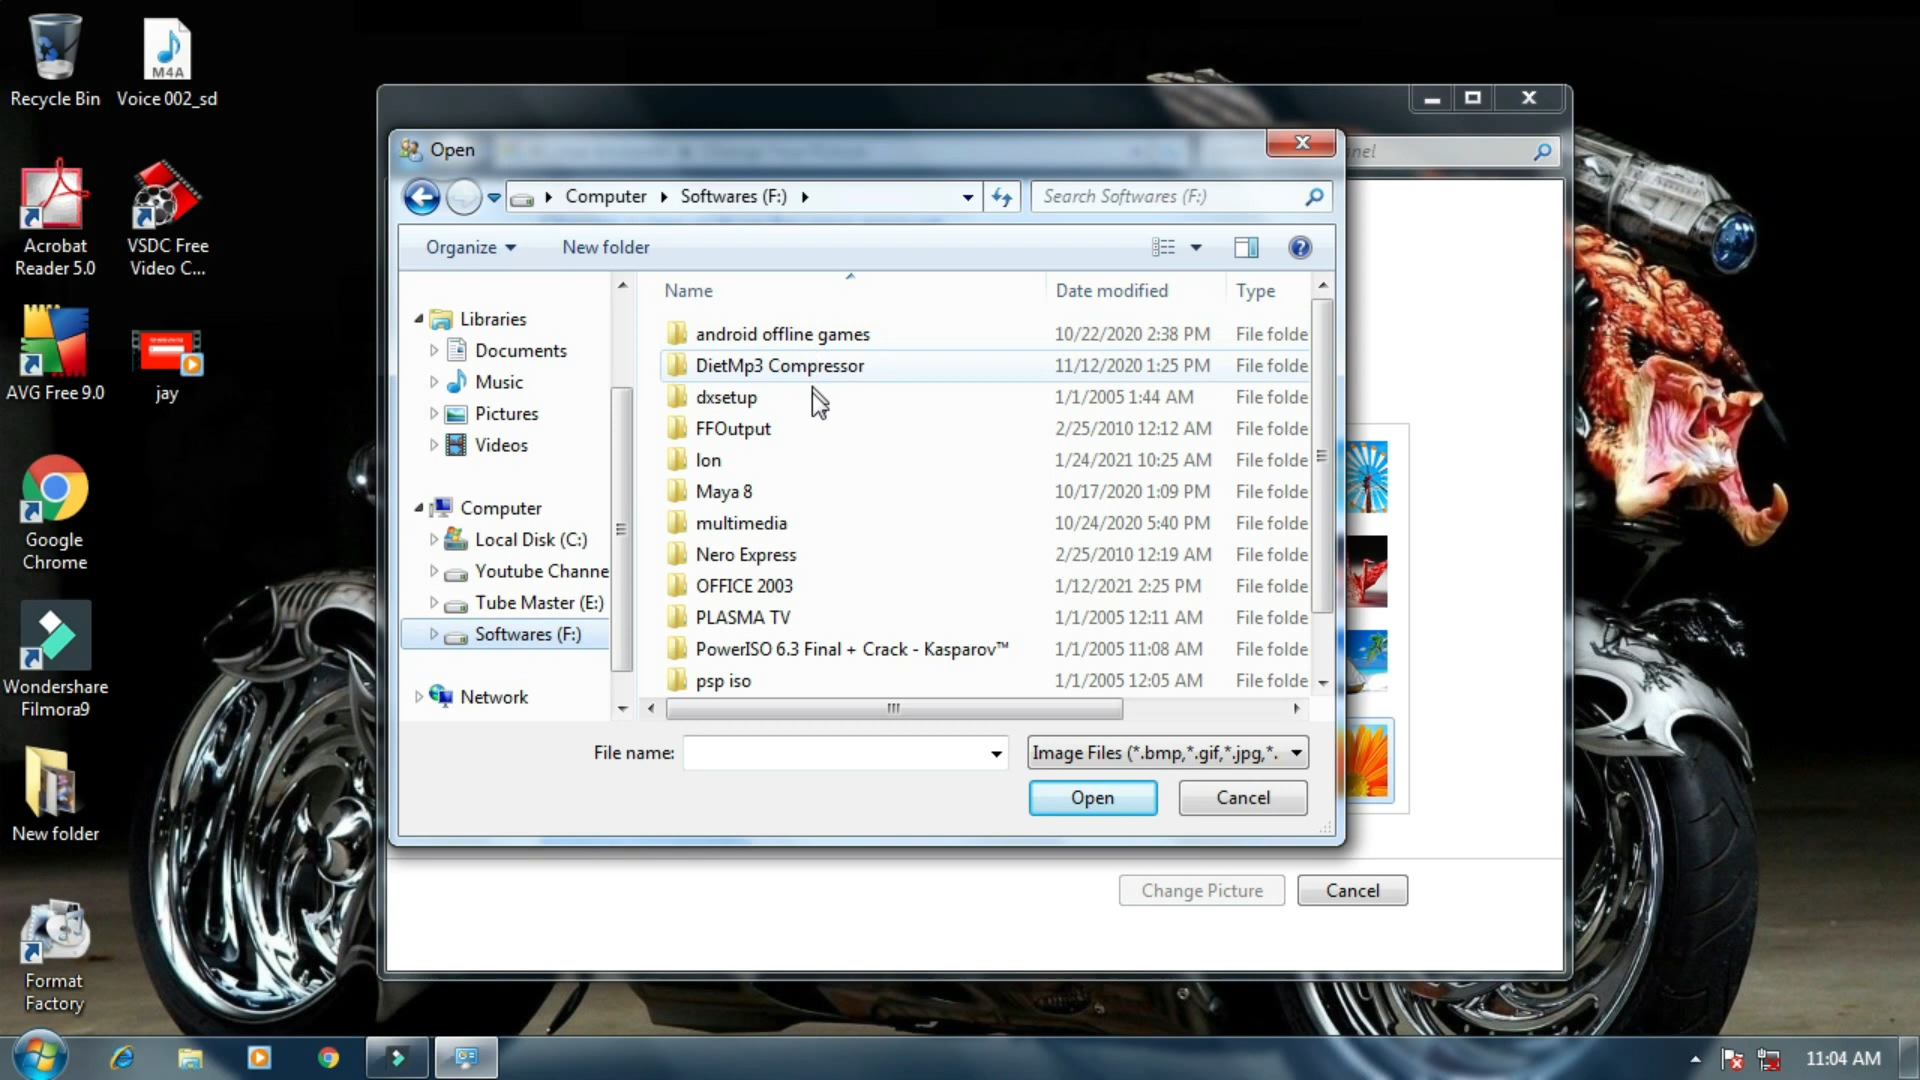 Recycle Bin
M4A
Voice 002_sd
Acrobat
Reader 5.0
VSDC Free
Video C...
AVG Free 9.0
jay
Google
Chrome
Wondershare
Filmora9
New folder
Format
Factory
Open
Computer
Softwares (F:)
Search Softwares (F:)
nel
Organize
New folder
Name
Date modified
Type
Libraries
Documents
Music
Pictures
Videos
Computer
Local Disk (C:)
Youtube Channe
Tube Master (E:)
Softwares (F:)
Network
android offline games 10/22/2020 2:38 PM File folde
DietMp3 Compressor 11/12/2020 1:25 PM File folde
dxsetup 1/1/2005 1:44 AM File folde
FFOutput 2/25/2010 12:12 AM File folde
lon 1/24/2021 10:25 AM File folde
Maya 8 10/17/2020 1:09 PM File folde
multimedia 10/24/2020 5:40 PM File folde
Nero Express 2/25/2010 12:19 AM File folde
OFFICE 2003 1/12/2021 2:25 PM File folde
PLASMA TV 1/1/2005 12:11 AM File folde
PowerISO 6.3 Final + Crack - Kasparov™ 1/1/2005 11:08 AM File folde
psp iso 1/1/2005 12:05 AM File folde
File name:
Image Files (*.bmp,*.gif,*.jpg,*.
Open
Cancel
Change Picture
Cancel
11:04 AM